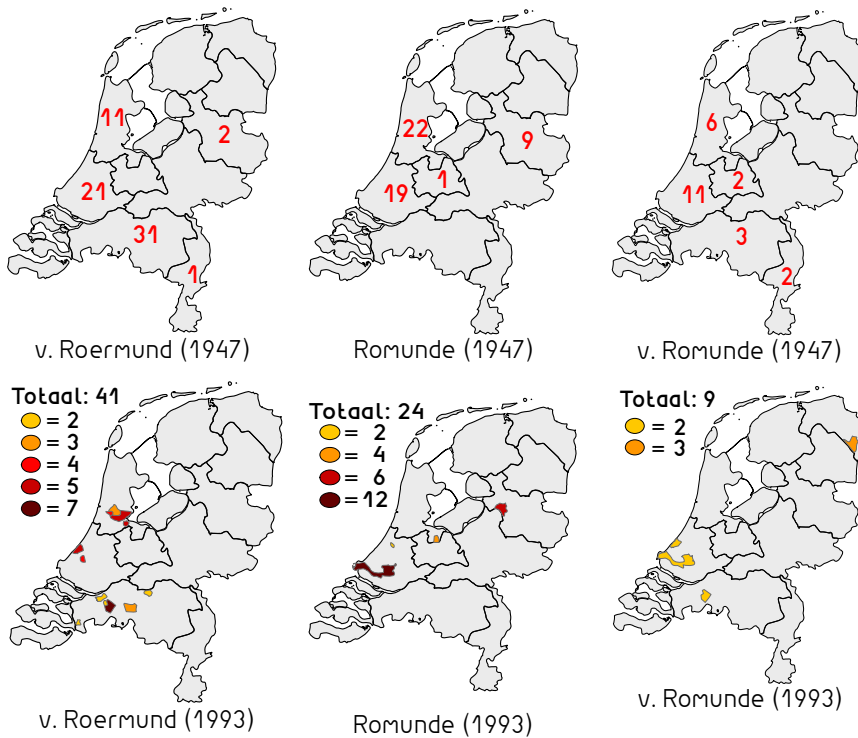 11
2
21
31
1
v. Roermund (1947)
22
9
1
19
Romunde (1947)
6
2
11
3
2
v. Romunde (1947)
Totaal: 41
= 2
= 3
= 4
= 5
= 7
v. Roermund (1993)
Totaal: 24
= 2
= 4
= 6
=12
Romunde (1993)
Totaal: 9
= 2
= 3
v. Romunde (1993)